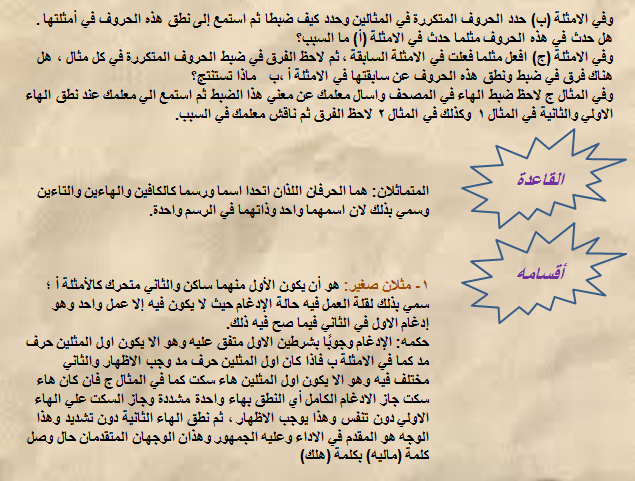 وفي الامثلة (ب) حدد الحروف المتكررة في المثالين وحدد كيف ضبطا ثم استمع إلى نطق هذه الحروف في أمثلتها .
هل حدث في هذه الحروف مثلما حدث في الامثلة (أ) ما السبب؟
وفي الامثلة (ج) افعل مثلما فعلت في الامثلة السابقة ، ثم لاحظ الفرق في ضبط الحروف المتكررة في كل مثال ، هل
هناك فرق في ضبط ونطق هذه الحروف عن سابقتها في الامثلة أ ،ب ماذا تستنتج؟
وفي المثال ج لاحظ ضبط الهاء في المصحف واسال معلمك عن معني هذا الضبط ثم استمع الي معلمك عند نطق الهاء
الاولي والثانية في المثال ١ وكذلك في المثال ٢ لاحظ الفرق ثم ناقش معلمك في السبب.
القاعدة
المتماثلان: هما الحرفان اللذان اتحدا اسما ورسما كالكافين والهاءين والتاءين
وسمي بذلك لان اسمهما واحد وذاتهما في الرسم واحدة.
أقسامه
١- مثلان صغير: هو أن يكون الأول منهما ساكن والثاني متحرك كالأمثلة أ ؛
سمي بذلك لقلة العمل فيه حالة الإدغام حيث لا يكون فيه إلا عمل واحد وهو
إدغام الاول في الثاني فيما صح فيه ذلك.
حكمه: الإدغام وجوبًا بشرطين الاول متفق عليه وهو الا يكون اول المثلين حرف
مد كما في الامثلة ب فاذا كان اول المثلين حرف مد وجب الاظهار والثاني
مختلف فيه وهو الا يكون اول المثلين هاء سكت كما في المثال ج فان كان هاء
سكت جاز الادغام الكامل أي النطق بهاء واحدة مشددة وجاز السكت علي الهاء
الاولي دون تنفس وهذا يوجب الاظهار ، ثم نطق الهاء الثانية دون تشديد وهذا
الوجه هو المقدم في الاداء وعليه الجمهور وهذان الوجهان المتقدمان حال وصل
كلمة (ماليه) بكلمة (هلك)